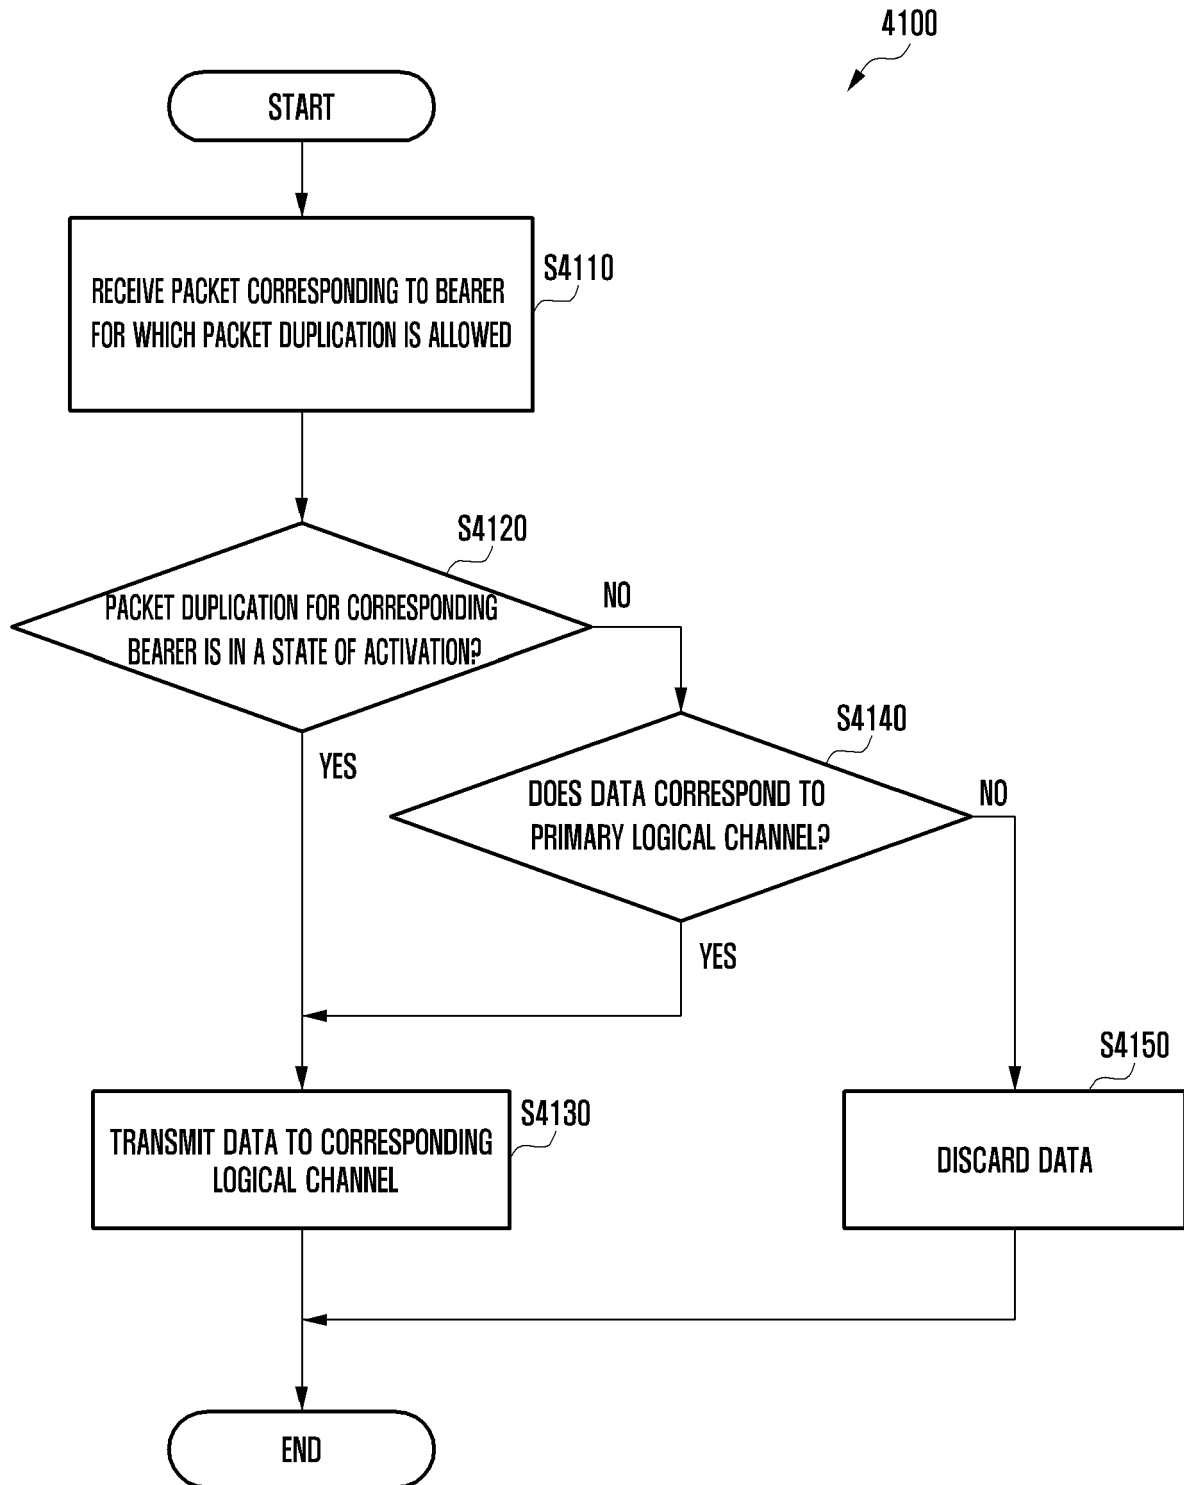 4100
START
S4110
RECEIVE PACKET CORRESPONDING TO BEARER
FOR WHICH PACKET DUPLICATION IS ALLOWED
S4120
PACKET DUPLICATION FOR CORRESPONDING
BEARER IS IN A STATE OF ACTIVATION?
NO
YES
S4140
DOES DATA CORRESPOND TO
PRIMARY LOGICAL CHANNEL?
NO
YES
S4130
TRANSMIT DATA TO CORRESPONDING
LOGICAL CHANNEL
S4150
DISCARD DATA
END